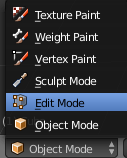 Texture Paint
Weight Paint
Vertex Paint
Sculpt Mode
Edit Mode
Object Mode
Object Mode